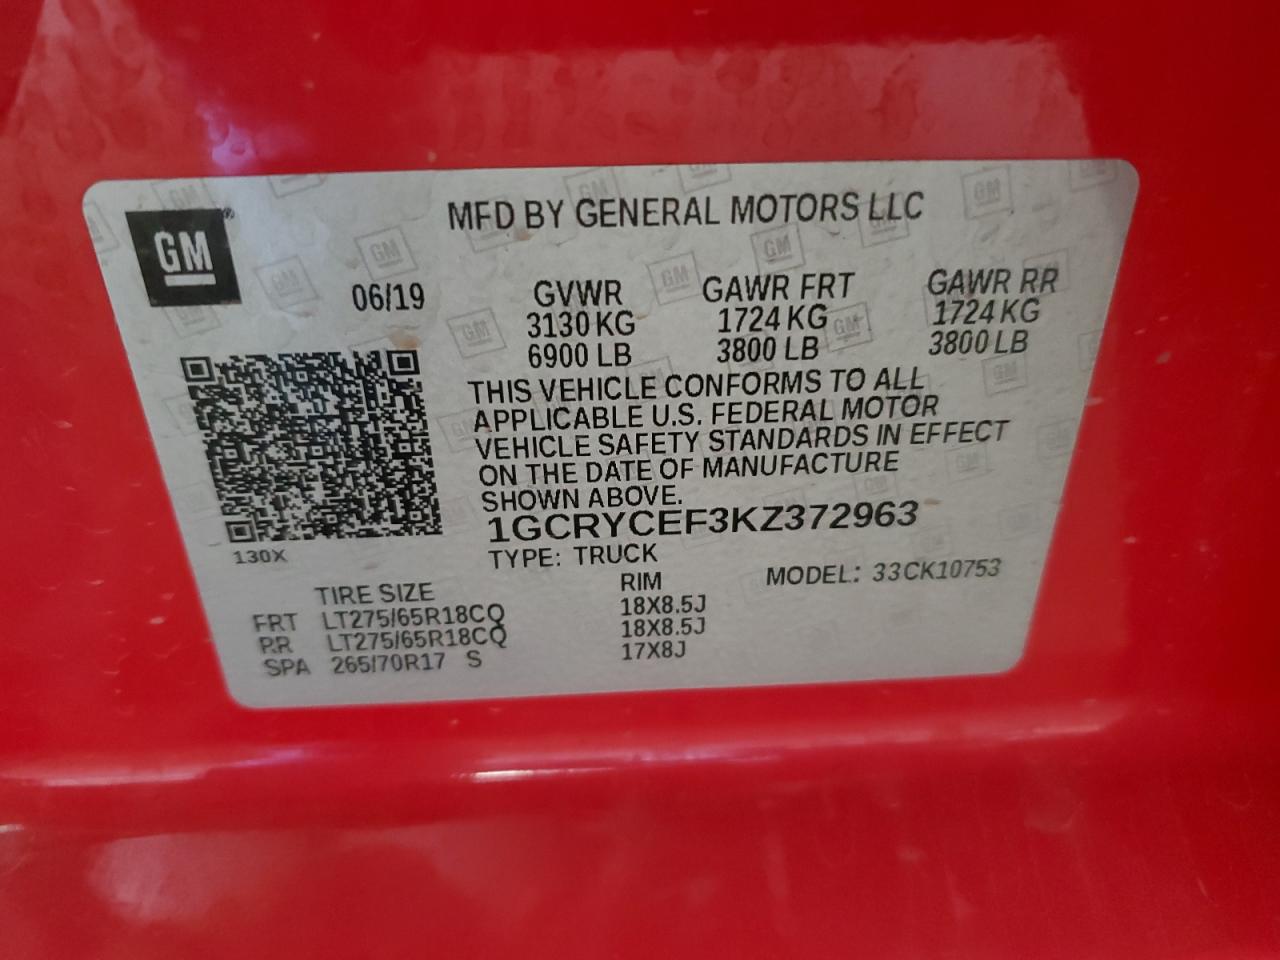 GM
MFD BY GENERAL MOTORS LLC
06/19
GVWR GAWR FRT GAWR RR
3130 KG 1724 KG 1724 KG
6900 LB 3800 LB 3800 LB
THIS VEHICLE CONFORMS TO ALL
APPLICABLE U.S. FEDERAL MOTOR
VEHICLE SAFETY STANDARDS IN EFFECT
ON THE DATE OF MANUFACTURE
SHOWN ABOVE.
1GCRYCEF3KZ372963
130X
TYPE: TRUCK
MODEL: 33CK10753
TIRE SIZE RIM
FRT LT275/65R18CQ 18X8.5J
RR LT275/65R18CQ 18X8.5J
SPA 265/70R17 S 17X8J